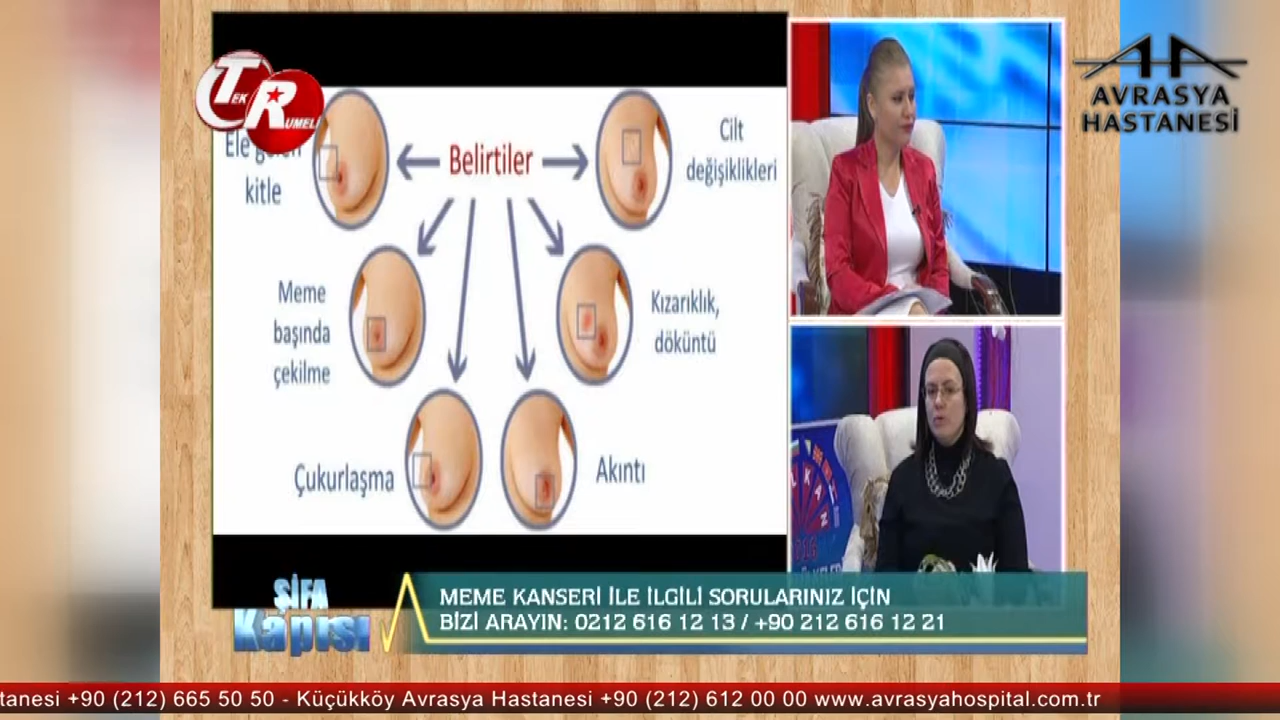 TEK
RUMELİ
AVRASYA
HASTANESİ
Ele gelen
kitle
Belirtiler
Cilt
değişiklikleri
Meme
başında
çekilme
Kızarıklık,
döküntü
Çukurlaşma
Akıntı
ŞİFA
Kapısı
MEME KANSERİ İLE İLGİLİ SORULARINIZ İÇİN
BİZİ ARAYIN: 0212 616 12 13 / +90 212 616 12 21
tanesi +90 (212) 665 50 50 - Küçükköy Avrasya Hastanesi +90 (212) 612 00 00 www.avrasyahospital.com.tr